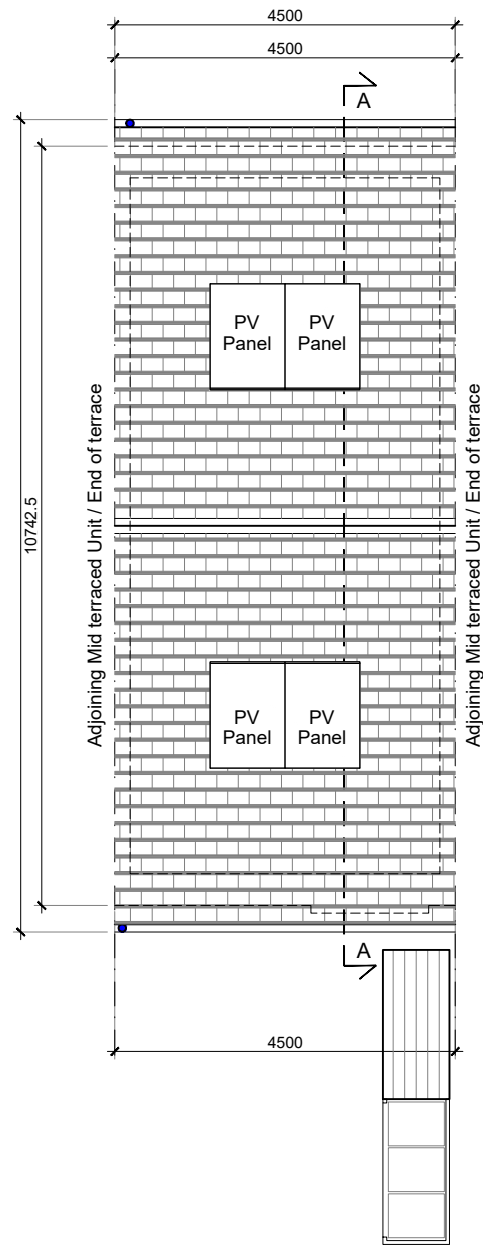 4500
4500
A
PV
Panel
PV
Panel
Adjoining Mid terraced Unit / End of terrace
Adjoining Mid terraced Unit / End of terrace
10742.5
PV
Panel
PV
Panel
A
4500